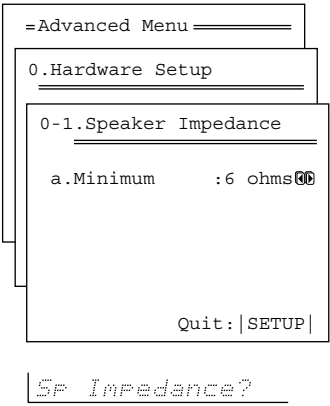 =Advanced Menu
0.Hardware Setup
0-1.Speaker Impedance
a.Minimum :6 ohms
Quit:|SETUP|
Sp Impedance?